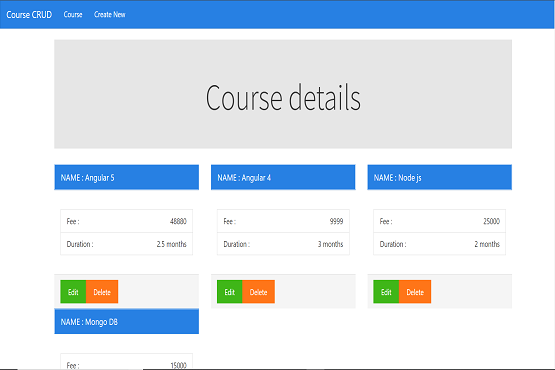 Course CRUD Course Create New
Course details
NAME : Angular 5 NAME : Angular 4 NAME : Node js
Fee : 48880 Fee : 9999 Fee : 25000
Duration : 2.5 months Duration : 3 months Duration : 2 months
Edit Delete Edit Delete Edit Delete
NAME : Mongo DB
Fee : 15000